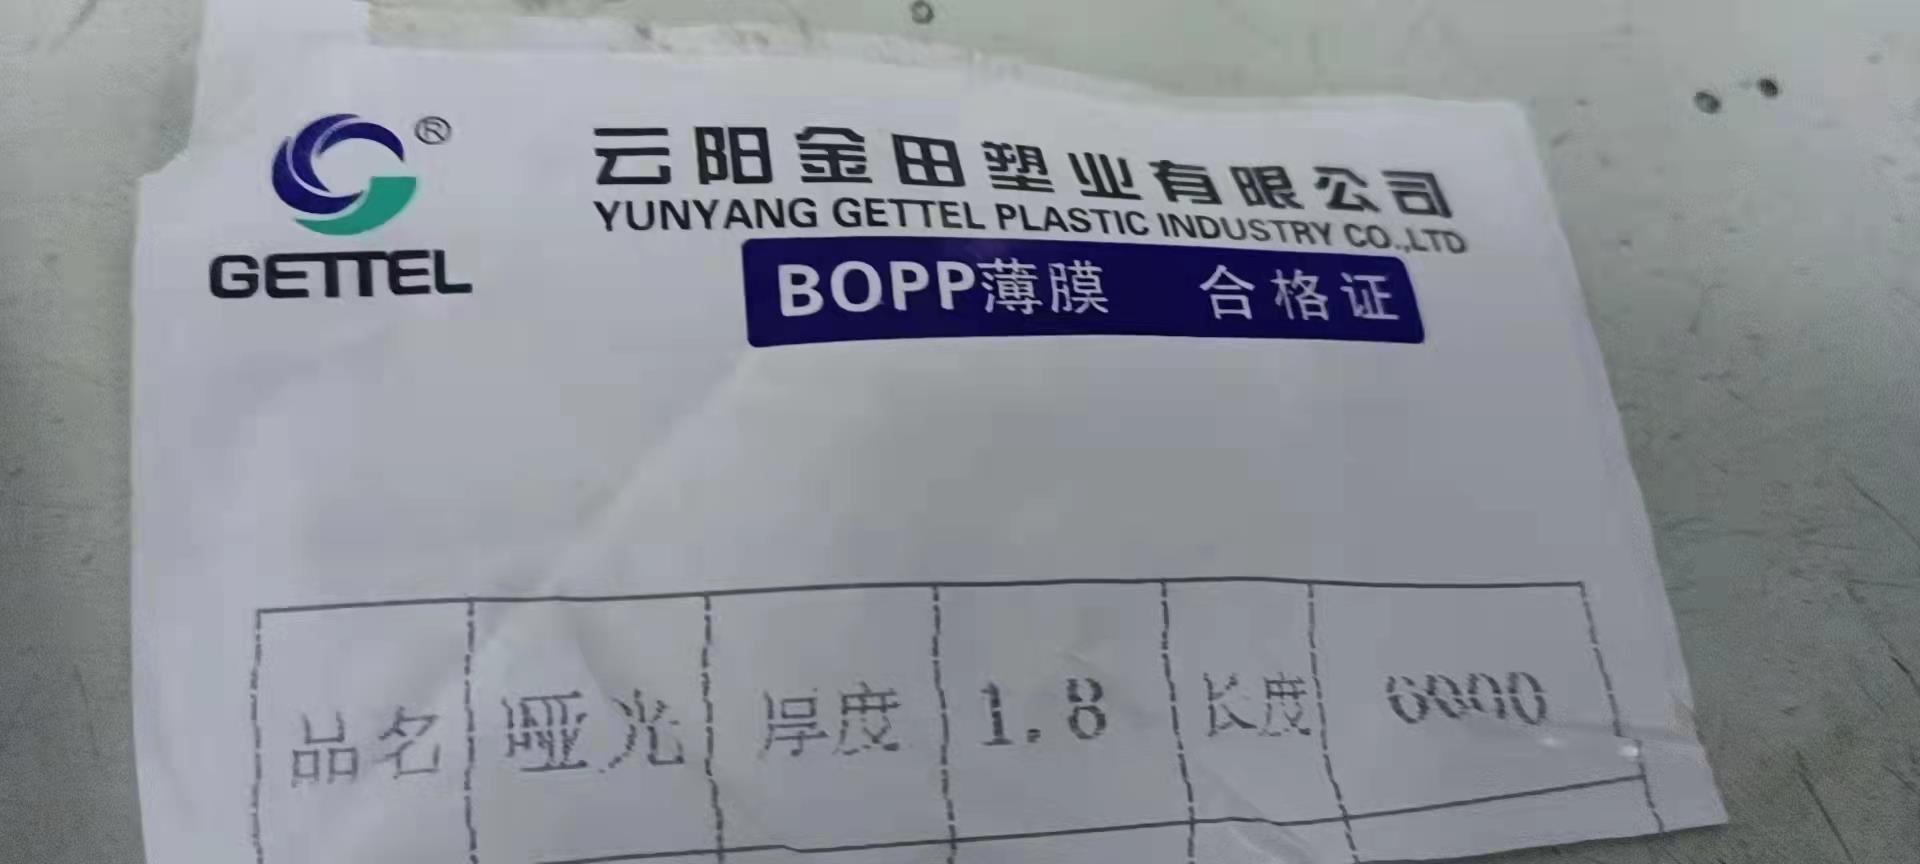 GETTEL ®
云阳金田塑业有限公司
YUNYANG GETTEL PLASTIC INDUSTRY CO.,LTD
BOPP薄膜 合格证
品名 哑光 厚度 1.8 长度 6000